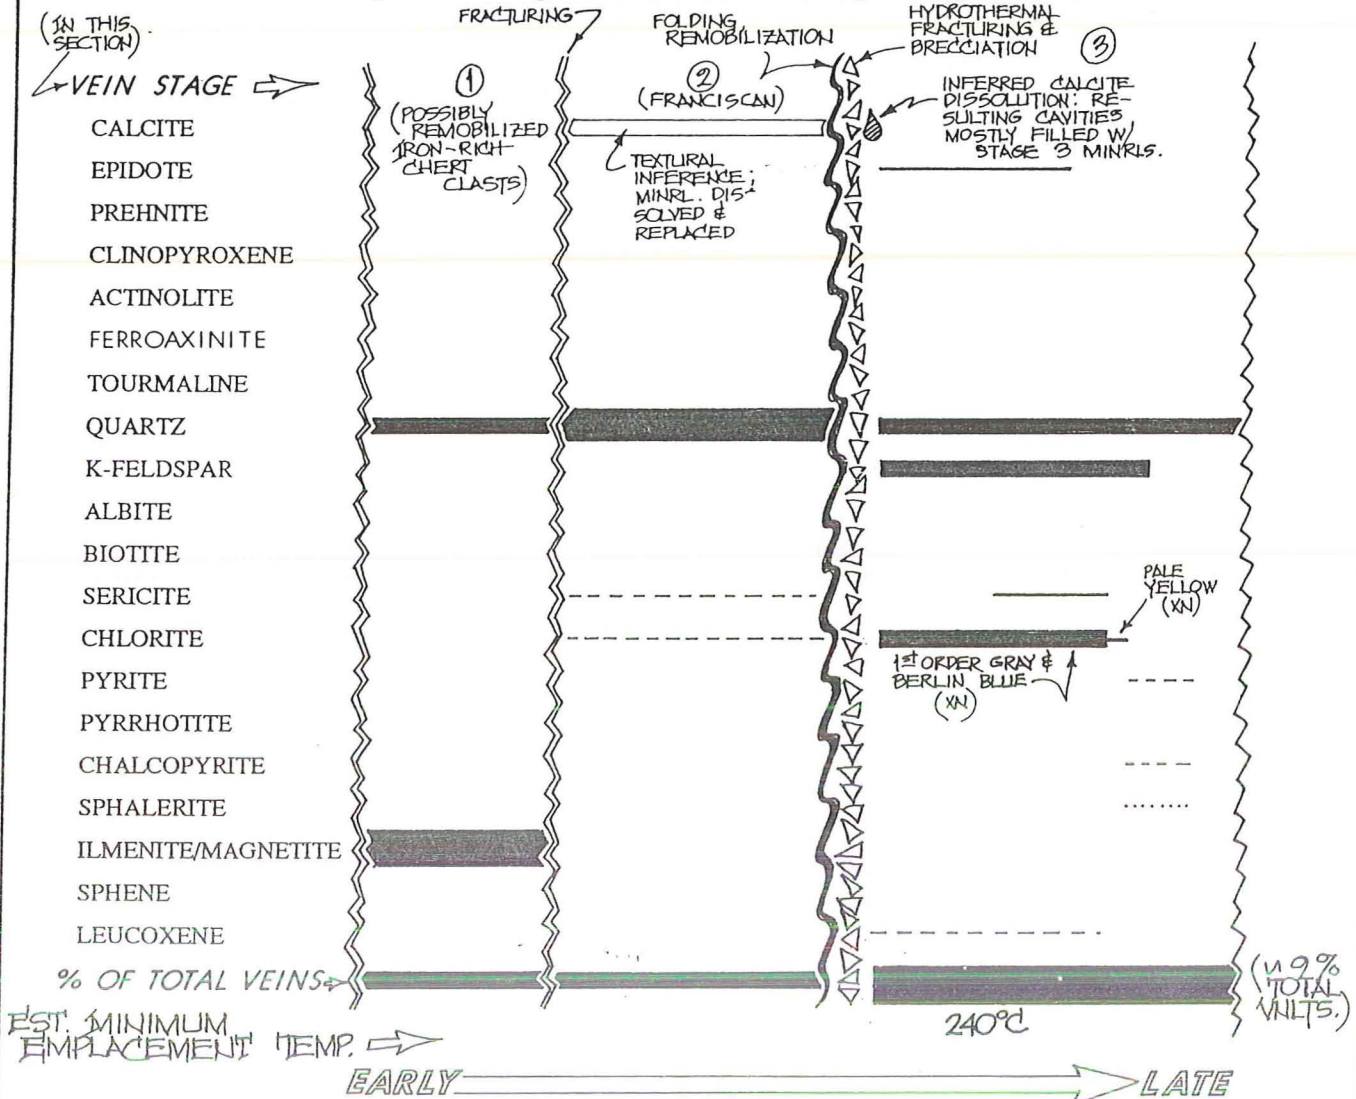 (IN THIS
SECTION)
FRACTURING
FOLDING,
REMOBILIZATION
HYDROTHERMAL
FRACTURING &
BRECCIATION
VEIN STAGE
1
(POSSIBLY
REMOBILIZED
IRON-RICH
CHERT
CLASTS)
2
(FRANCISCAN)
3
INFERRED CALCITE
DISSOLUTION: RE-
SULTING CAVITIES
MOSTLY FILLED W/
STAGE 3 MINRLS.
TEXTURAL
INFERENCE;
MINRL. DIS-
SOLVED &
REPLACED
CALCITE
EPIDOTE
PREHNITE
CLINOPYROXENE
ACTINOLITE
FERROAXINITE
TOURMALINE
QUARTZ
K-FELDSPAR
ALBITE
BIOTITE
SERICITE
PALE
YELLOW
(XN)
CHLORITE
1st ORDER GRAY &
BERLIN BLUE
(XN)
PYRITE
PYRRHOTITE
CHALCOPYRITE
SPHALERITE
ILMENITE/MAGNETITE
SPHENE
LEUCOXENE
% OF TOTAL VEINS
9%
TOTAL
VNLTS.)
EST. MINIMUM
EMPLACEMENT TEMP.
240°C
EARLY
LATE